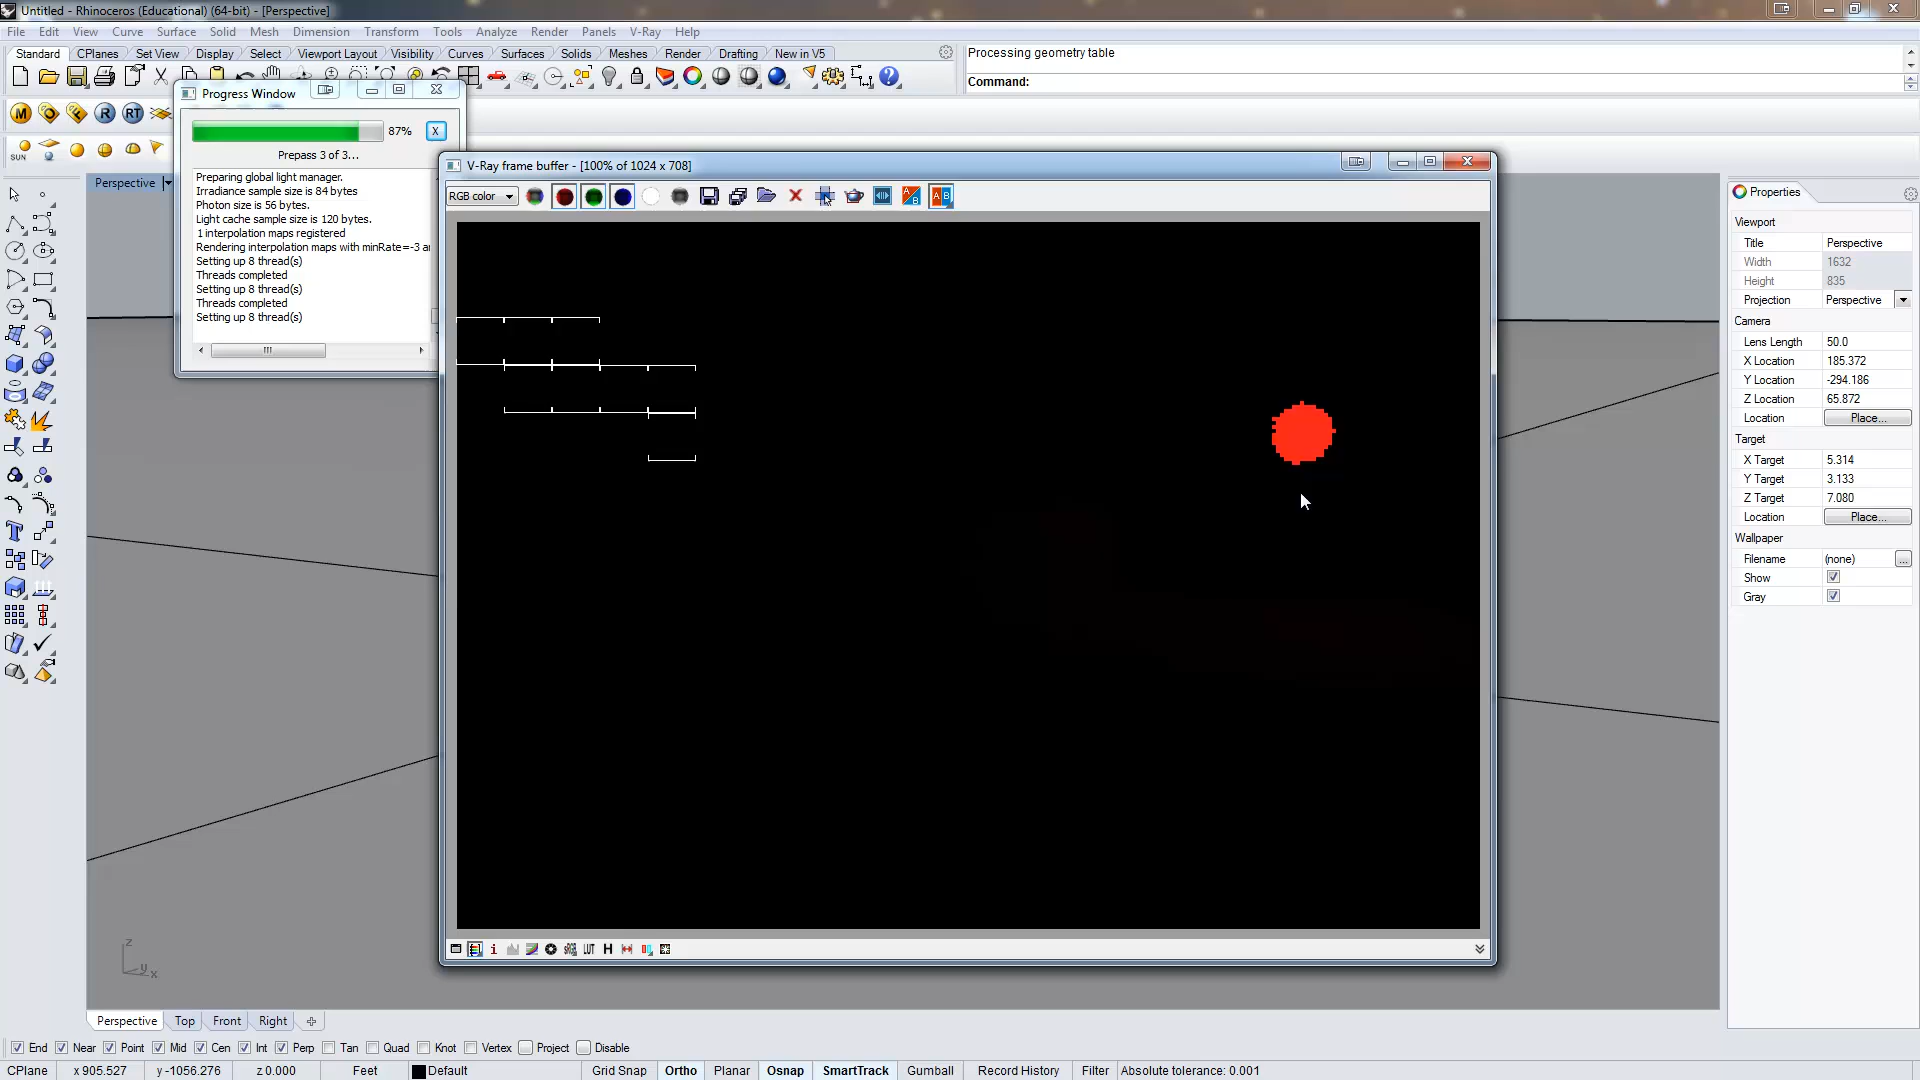 Untitled - Rhinoceros (Educational) (64-bit) - [Perspective]
File Edit View Curve Surface Solid Mesh Dimension Transform Tools Analyze Render Panels V-Ray Help
Standard CPlanes Set View Display Select Viewport Layout Visibility Curves Surfaces Solids Meshes Render Drafting New in V5
Processing geometry table
Command:
Progress Window
M O F R RT
87% X
Prepass 3 of 3...
SUN
Preparing global light manager.
Irradiance sample size is 84 bytes
Photon size is 56 bytes.
Light cache sample size is 120 bytes.
1 interpolation maps registered
Rendering interpolation maps with minRate=-3 a
Setting up 8 thread(s)
Threads completed
Setting up 8 thread(s)
Threads completed
Setting up 8 thread(s)
V-Ray frame buffer - [100% of 1024 x 708]
RGB color
Perspective
Properties
Viewport
Title Perspective
Width 1632
Height 835
Projection Perspective
Camera
Lens Length 50.0
X Location 185.372
Y Location -294.186
Z Location 65.872
Location Place...
Target
X Target 5.314
Y Target 3.133
Z Target 7.080
Location Place...
Wallpaper
Filename (none) ...
Show
Gray
LUT H
z
y x
Perspective Top Front Right
End Near Point Mid Cen Int Perp Tan Quad Knot Vertex Project Disable
CPlane x 905.527 y -1056.276 z 0.000 Feet Default Grid Snap Ortho Planar Osnap SmartTrack Gumball Record History Filter Absolute tolerance: 0.001